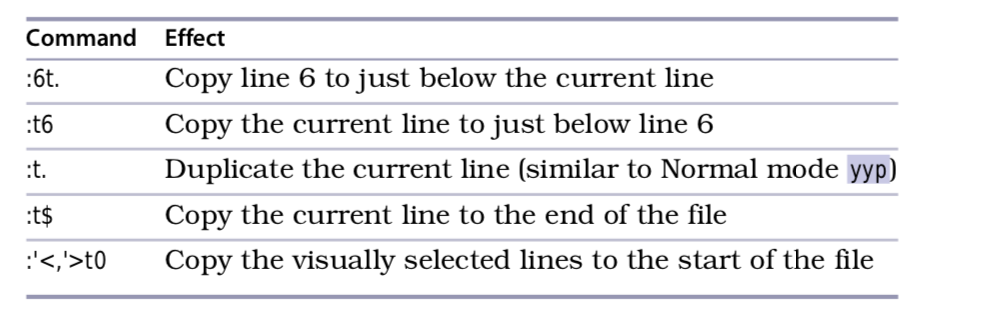 Command Effect
:6t. Copy line 6 to just below the current line
:t6 Copy the current line to just below line 6
:t. Duplicate the current line (similar to Normal mode yyp)
:t$ Copy the current line to the end of the file
:'<,'>t0 Copy the visually selected lines to the start of the file